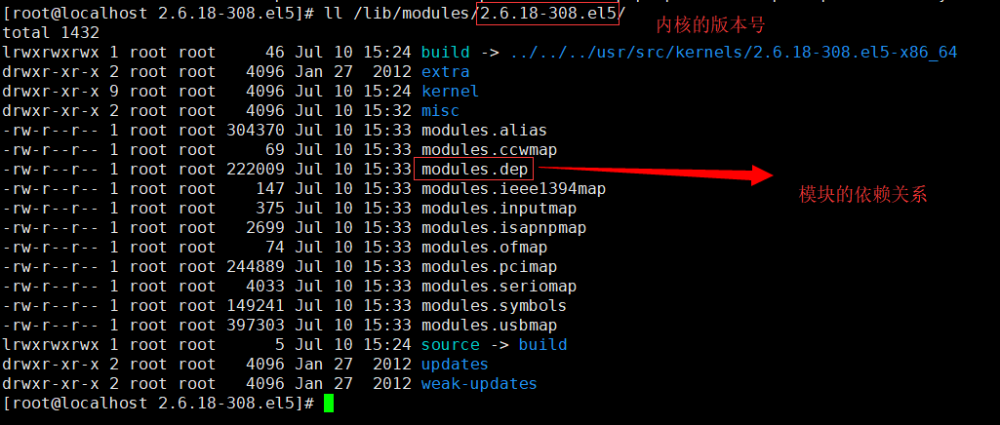 [root@localhost 2.6.18-308.el5]# ll /lib/modules/2.6.18-308.el5/
内核的版本号
total 1432
lrwxrwxrwx 1 root root     46 Jul 10 15:24 build -> ../../../usr/src/kernels/2.6.18-308.el5-x86_64
drwxr-xr-x 2 root root   4096 Jan 27  2012 extra
drwxr-xr-x 9 root root   4096 Jul 10 15:24 kernel
drwxr-xr-x 2 root root   4096 Jul 10 15:32 misc
-rw-r--r-- 1 root root 304370 Jul 10 15:33 modules.alias
-rw-r--r-- 1 root root     69 Jul 10 15:33 modules.ccwmap
-rw-r--r-- 1 root root 222009 Jul 10 15:33 modules.dep
模块的依赖关系
-rw-r--r-- 1 root root    147 Jul 10 15:33 modules.ieee1394map
-rw-r--r-- 1 root root    375 Jul 10 15:33 modules.inputmap
-rw-r--r-- 1 root root   2699 Jul 10 15:33 modules.isapnpmap
-rw-r--r-- 1 root root     74 Jul 10 15:33 modules.ofmap
-rw-r--r-- 1 root root 244889 Jul 10 15:33 modules.pcimap
-rw-r--r-- 1 root root   4033 Jul 10 15:33 modules.seriomap
-rw-r--r-- 1 root root 149241 Jul 10 15:33 modules.symbols
-rw-r--r-- 1 root root 397303 Jul 10 15:33 modules.usbmap
lrwxrwxrwx 1 root root      5 Jul 10 15:24 source -> build
drwxr-xr-x 2 root root   4096 Jan 27  2012 updates
drwxr-xr-x 2 root root   4096 Jan 27  2012 weak-updates
[root@localhost 2.6.18-308.el5]#